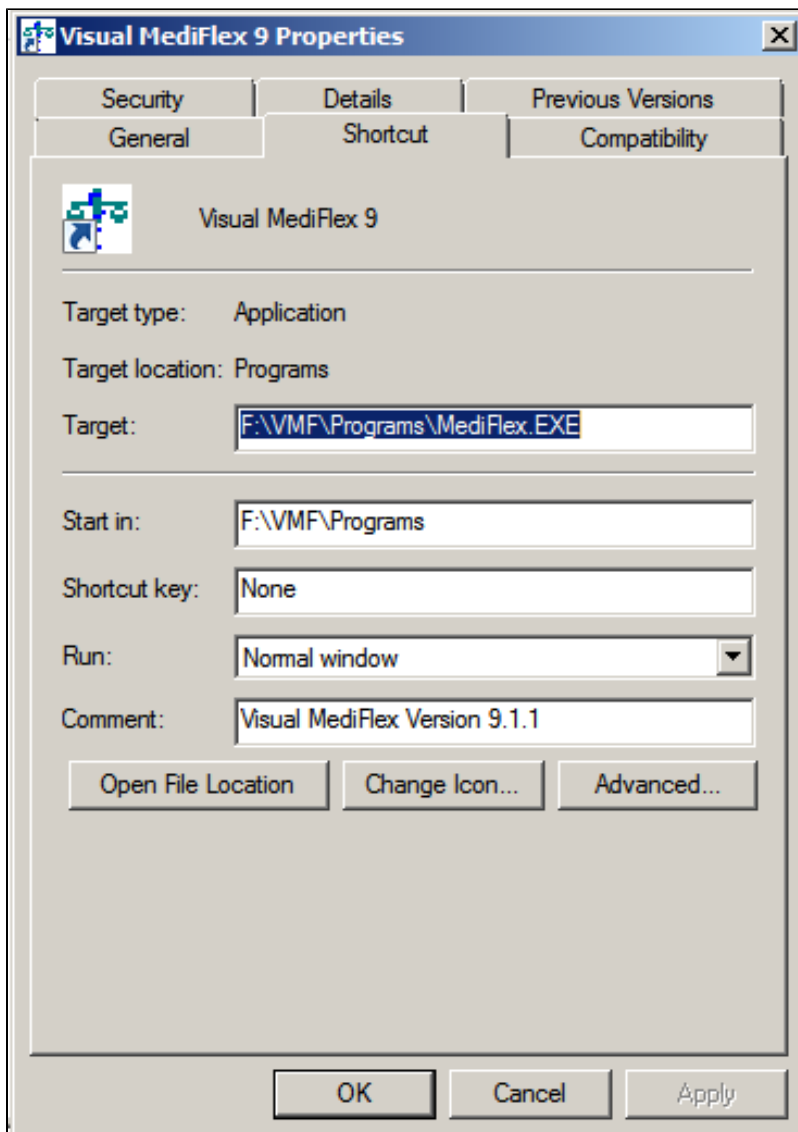 Visual MediFlex 9 Properties
Security Details Previous Versions
General Shortcut Compatibility
Visual MediFlex 9
Target type: Application
Target location: Programs
Target: F:\VMF\Programs\MediFlex.EXE
Start in: F:\VMF\Programs
Shortcut key: None
Run: Normal window
Comment: Visual MediFlex Version 9.1.1
Open File Location Change Icon... Advanced...
OK Cancel Apply